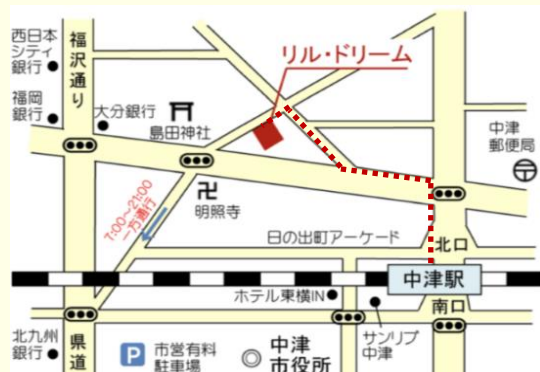 西日本
シティ
銀行
福沢通り
リル・ドリーム
福岡
銀行
大分銀行
島田神社
中津
郵便局
7:00~21:00
一方通行
明照寺
日の出町アーケード
北口
中津駅
ホテル東横IN
南口
北九州
銀行
県道
P
市営有料
駐車場
中津
市役所
サンリブ
中津